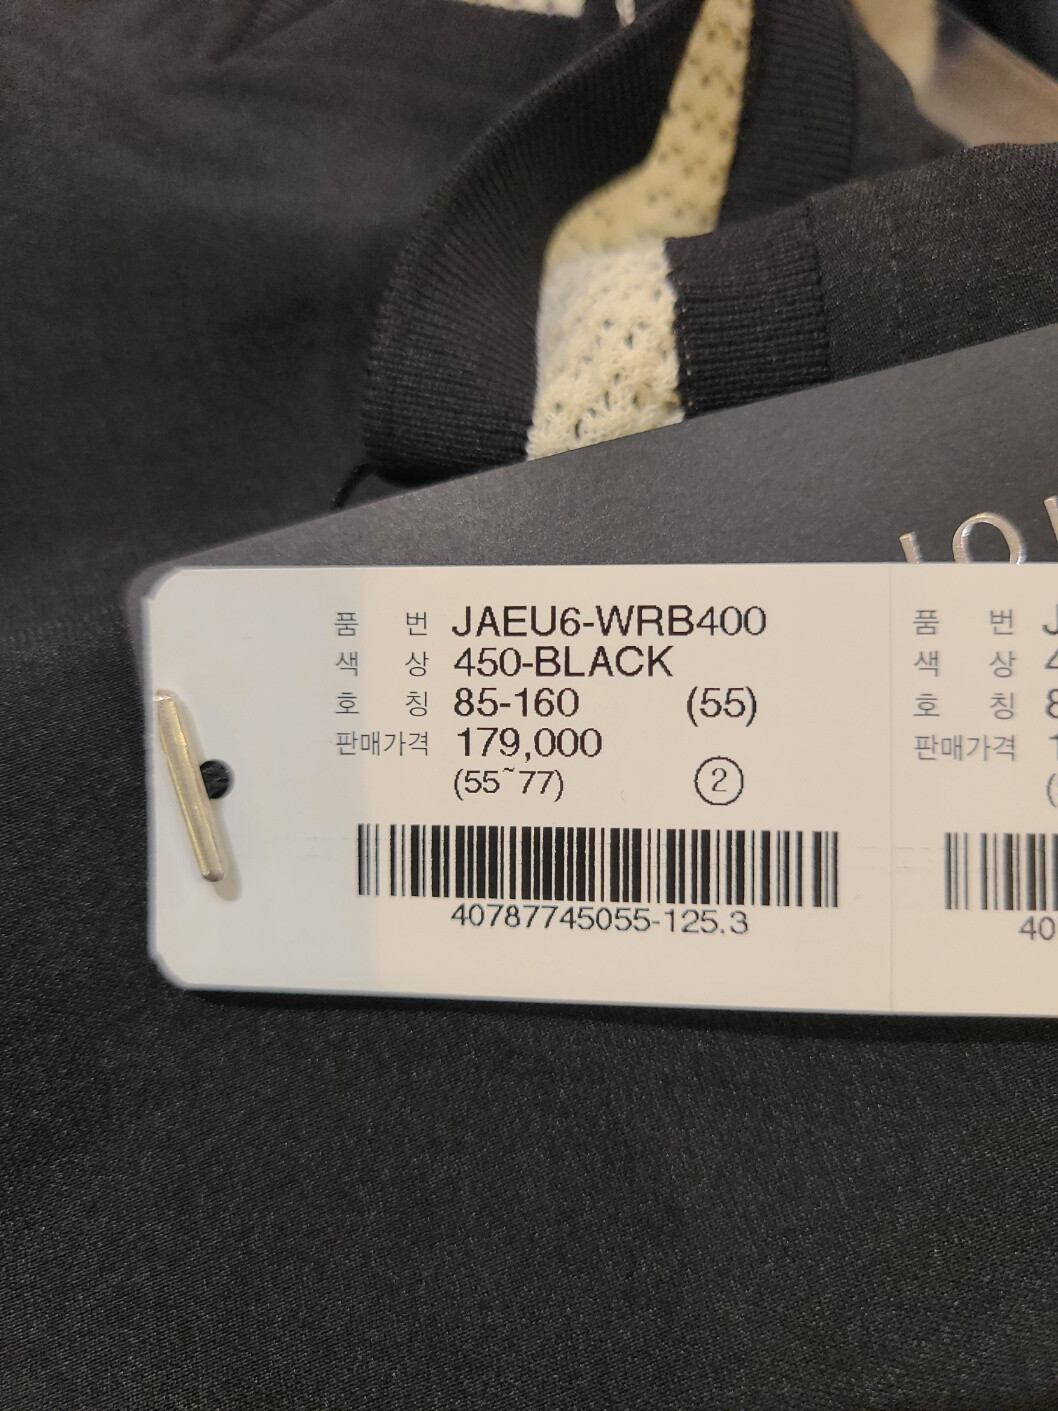 품 번 JAEU6-WRB400
색 상 450-BLACK
호 칭 85-160 (55)
판매가격 179,000
(55~77) ②
40787745055-125.3
품 번
색 상
호 칭
판매가격